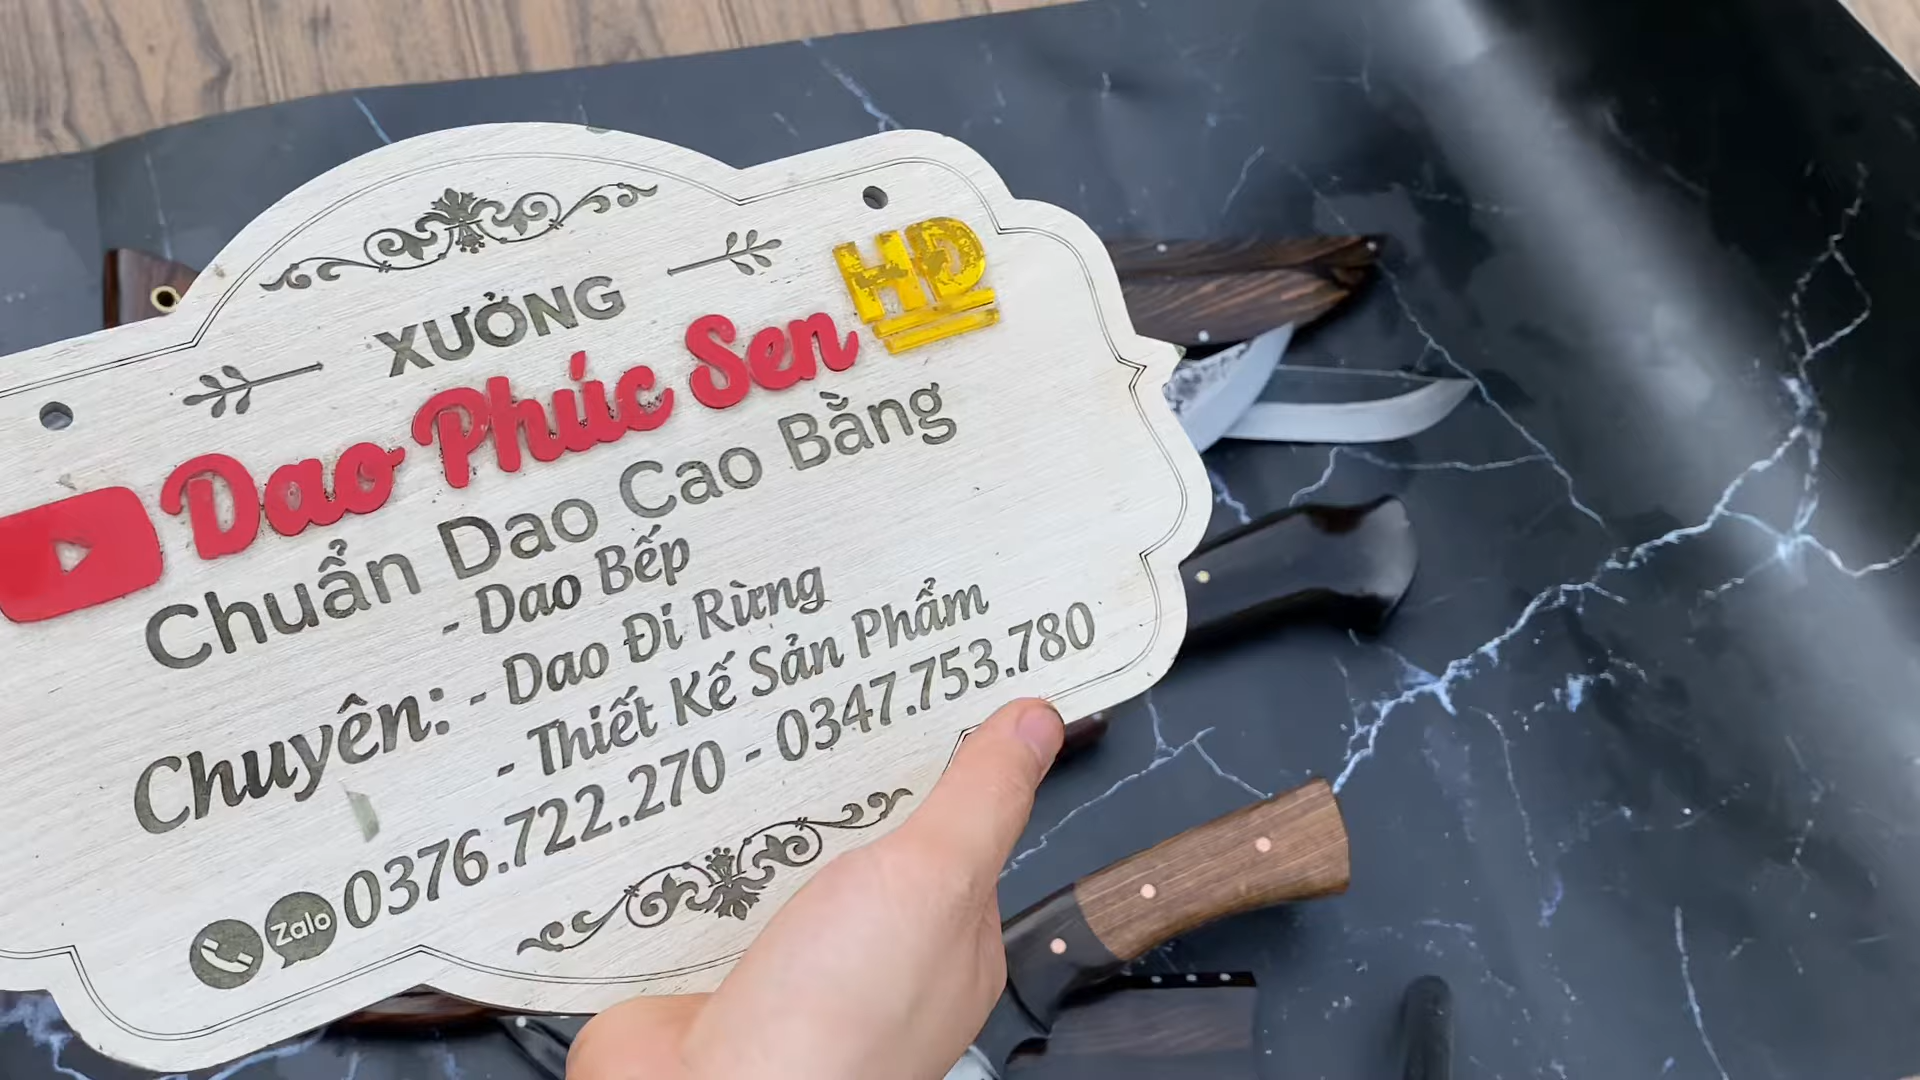 XƯỞNG
Dao Phúc Sen HĐ
Chuẩn Dao Cao Bằng
Chuyên: - Dao Bếp
- Dao Đi Rừng
- Thiết Kế Sản Phẩm
Zalo 0376.722.270 - 0347.753.780